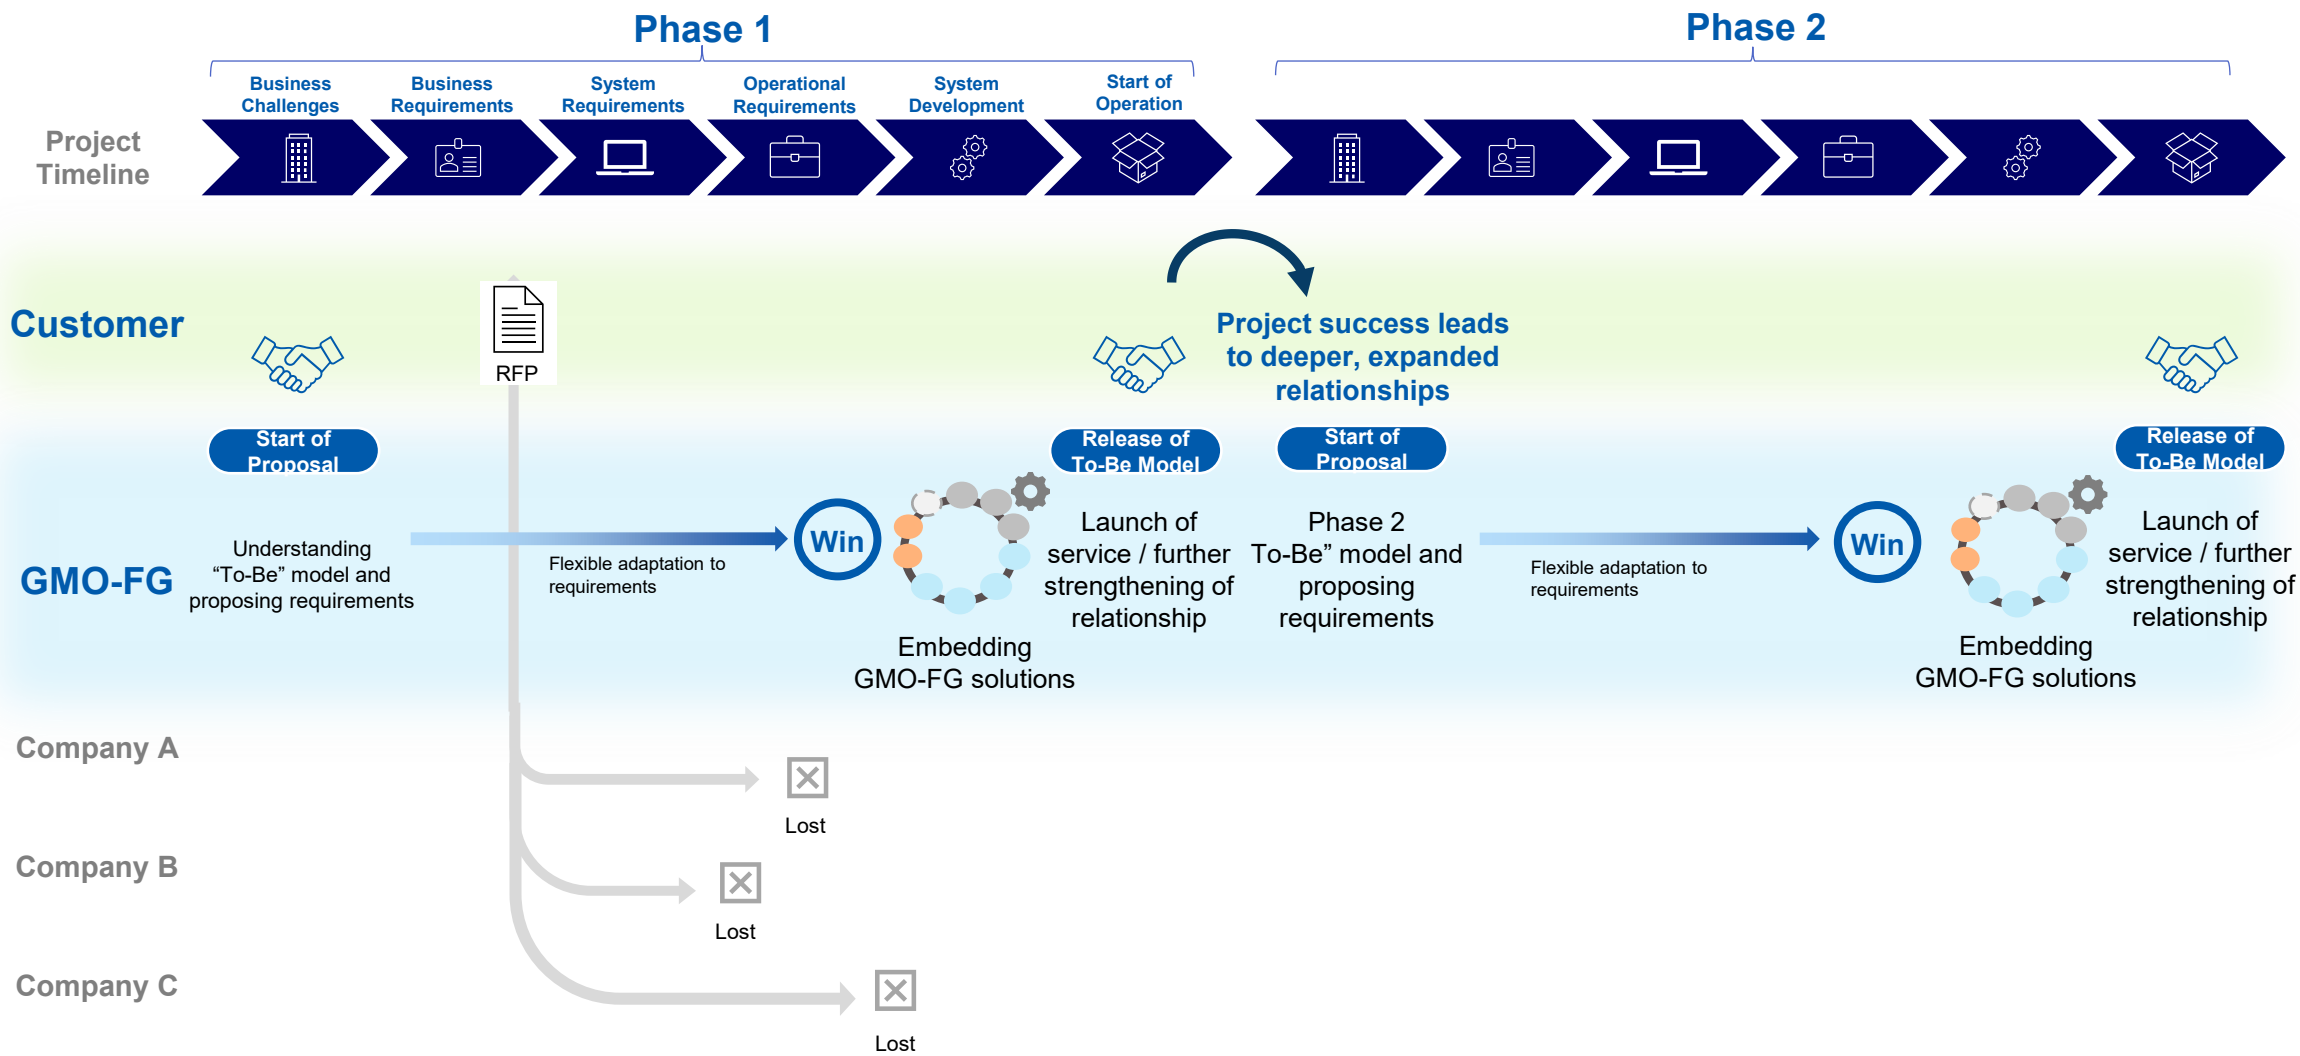 Phase 1
Phase 2
Business
Challenges
Business
Requirements
System
Requirements
Operational
Requirements
System
Development
Start of
Operation
Project
Timeline
Customer
RFP
Project success leads
to deeper, expanded
relationships
Start of
Proposal
Release of
To-Be Model
Start of
Proposal
Release of
To-Be Model
GMO-FG
Understanding
“To-Be” model and
proposing requirements
Flexible adaptation to
requirements
Win
Embedding
GMO-FG solutions
Launch of
service / further
strengthening of
relationship
Phase 2
To-Be” model and
proposing
requirements
Flexible adaptation to
requirements
Win
Embedding
GMO-FG solutions
Launch of
service / further
strengthening of
relationship
Company A
Lost
Company B
Lost
Company C
Lost